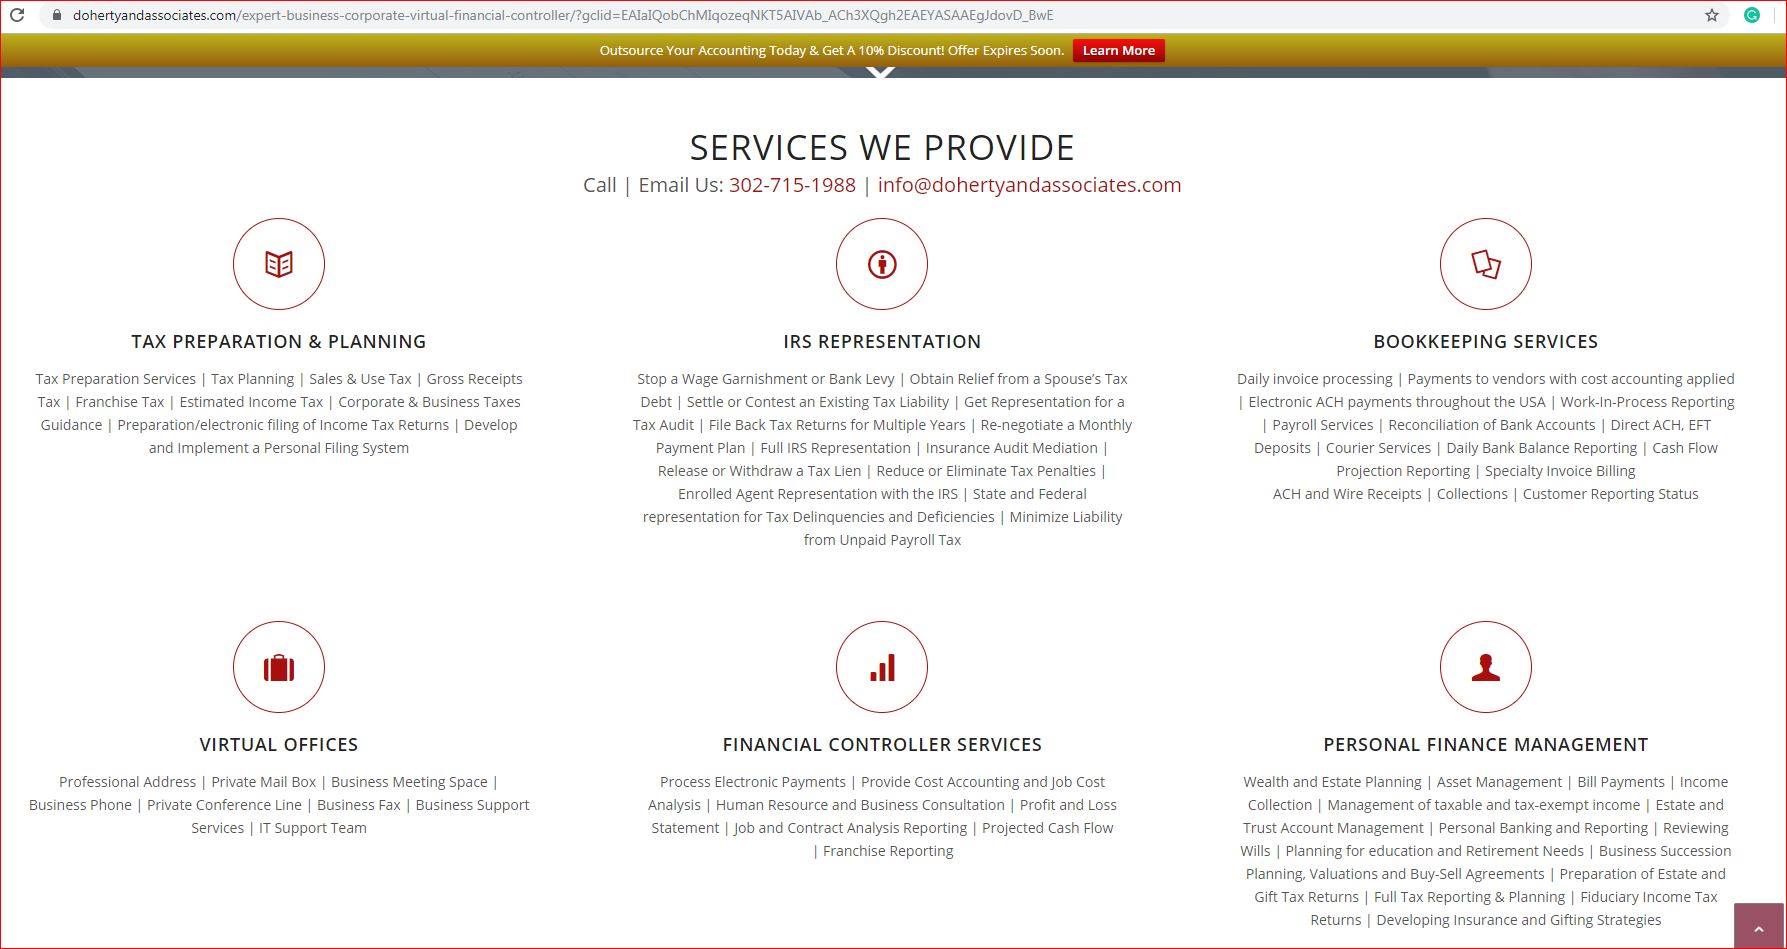 dohertyandassociates.com/expert-business-corporate-virtual-financial-controller/?gclid=EAIaIQobChMIqozeqNKT5AIVAb_ACh3XQgh2EAEYASAAEgJdovD_BwE
Outsource Your Accounting Today & Get A 10% Discount! Offer Expires Soon. Learn More
SERVICES WE PROVIDE
Call | Email Us: 302-715-1988 | info@dohertyandassociates.com
TAX PREPARATION & PLANNING
Tax Preparation Services | Tax Planning | Sales & Use Tax | Gross Receipts
Tax | Franchise Tax | Estimated Income Tax | Corporate & Business Taxes
Guidance | Preparation/electronic filing of Income Tax Returns | Develop
and Implement a Personal Filing System
IRS REPRESENTATION
Stop a Wage Garnishment or Bank Levy | Obtain Relief from a Spouse’s Tax
Debt | Settle or Contest an Existing Tax Liability | Get Representation for a
Tax Audit | File Back Tax Returns for Multiple Years | Re-negotiate a Monthly
Payment Plan | Full IRS Representation | Insurance Audit Mediation |
Release or Withdraw a Tax Lien | Reduce or Eliminate Tax Penalties |
Enrolled Agent Representation with the IRS | State and Federal
representation for Tax Delinquencies and Deficiencies | Minimize Liability
from Unpaid Payroll Tax
BOOKKEEPING SERVICES
Daily invoice processing | Payments to vendors with cost accounting applied
| Electronic ACH payments throughout the USA | Work-In-Process Reporting
| Payroll Services | Reconciliation of Bank Accounts | Direct ACH, EFT
Deposits | Courier Services | Daily Bank Balance Reporting | Cash Flow
Projection Reporting | Specialty Invoice Billing
ACH and Wire Receipts | Collections | Customer Reporting Status
VIRTUAL OFFICES
Professional Address | Private Mail Box | Business Meeting Space |
Business Phone | Private Conference Line | Business Fax | Business Support
Services | IT Support Team
FINANCIAL CONTROLLER SERVICES
Process Electronic Payments | Provide Cost Accounting and Job Cost
Analysis | Human Resource and Business Consultation | Profit and Loss
Statement | Job and Contract Analysis Reporting | Projected Cash Flow
| Franchise Reporting
PERSONAL FINANCE MANAGEMENT
Wealth and Estate Planning | Asset Management | Bill Payments | Income
Collection | Management of taxable and tax-exempt income | Estate and
Trust Account Management | Personal Banking and Reporting | Reviewing
Wills | Planning for education and Retirement Needs | Business Succession
Planning, Valuations and Buy-Sell Agreements | Preparation of Estate and
Gift Tax Returns | Full Tax Reporting & Planning | Fiduciary Income Tax
Returns | Developing Insurance and Gifting Strategies